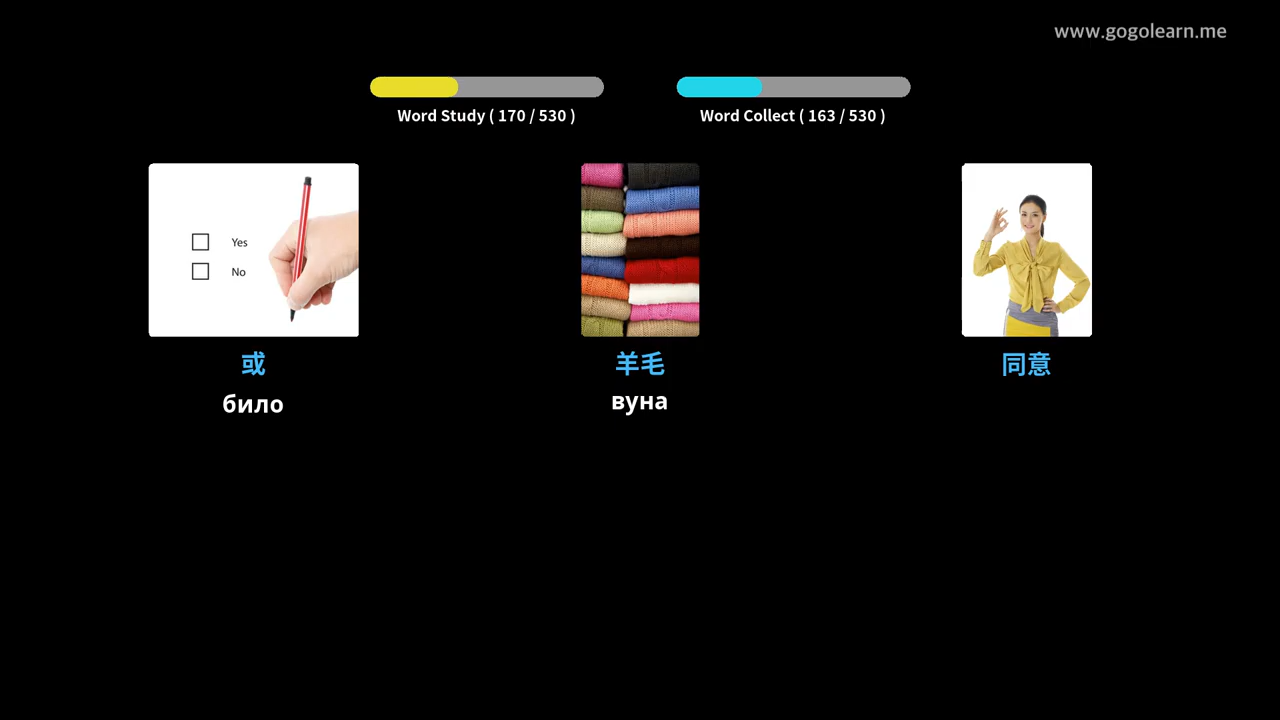 www.gogolearn.me
Word Study ( 170 / 530 )
Word Collect ( 163 / 530 )
Yes
No
或
било
羊毛
вуна
同意